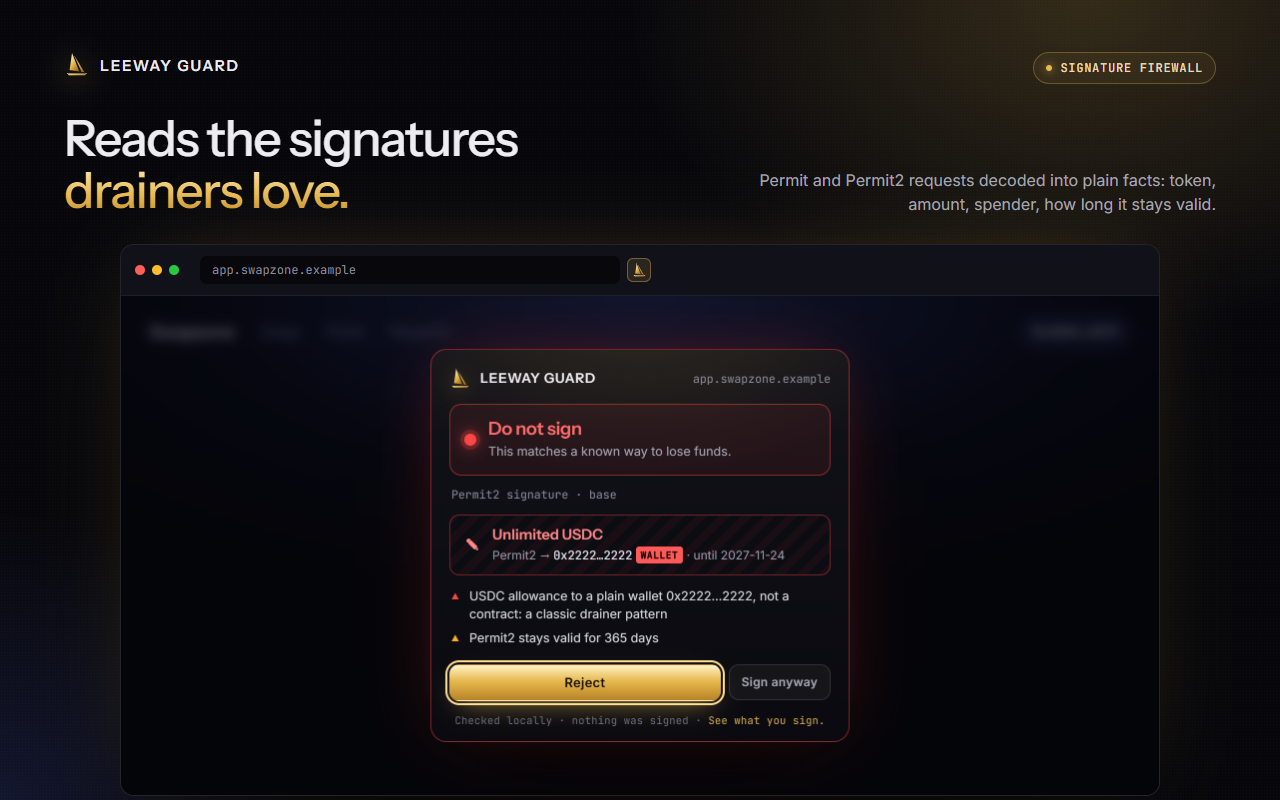 LEEWAY GUARD
SIGNATURE FIREWALL
Reads the signatures
drainers love.
Permit and Permit2 requests decoded into plain facts: token,
amount, spender, how long it stays valid.
app.swapzone.example
LEEWAY GUARD
app.swapzone.example
Do not sign
This matches a known way to lose funds.
Permit2 signature · base
Unlimited USDC
Permit2 → 0x2222…2222 WALLET · until 2027-11-24
USDC allowance to a plain wallet 0x2222…2222, not a
contract: a classic drainer pattern
Permit2 stays valid for 365 days
Reject
Sign anyway
Checked locally · nothing was signed · See what you sign.